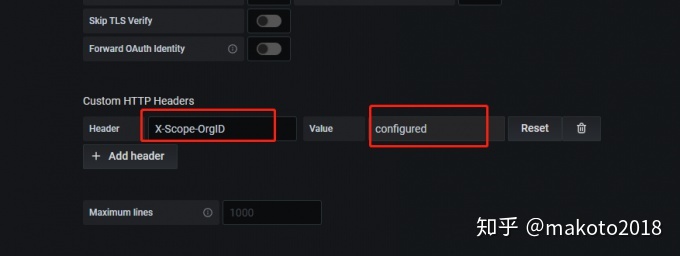 Skip TLS Verify
Forward OAuth Identity
Custom HTTP Headers
Header X-Scope-OrgID Value configured Reset
+ Add header
Maximum lines 1000
知乎 @makoto2018